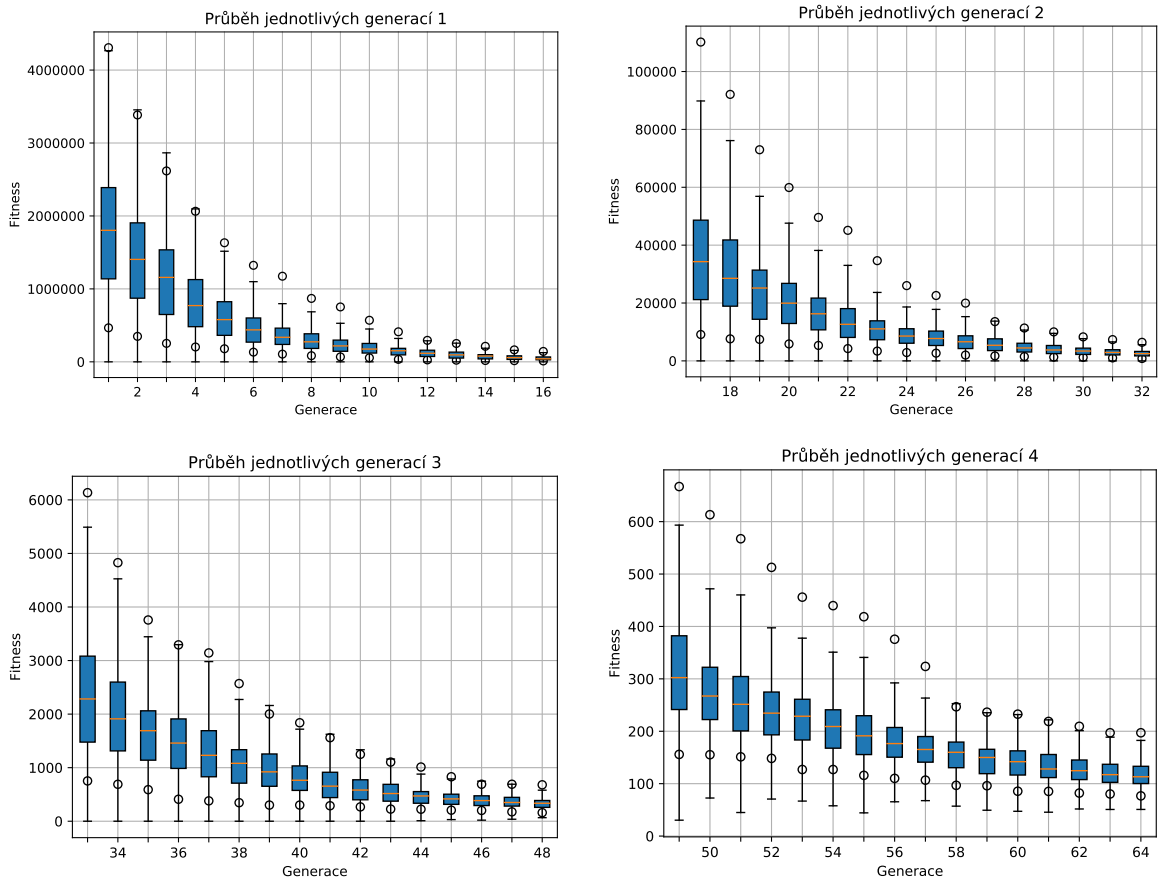 Průběh jednotlivých generací 1
Fitness
4000000
3000000
2000000
1000000
0
2 4 6 8 10 12 14 16
Generace
Průběh jednotlivých generací 2
Fitness
100000
80000
60000
40000
20000
0
18 20 22 24 26 28 30 32
Generace
Průběh jednotlivých generací 3
Fitness
6000
5000
4000
3000
2000
1000
0
34 36 38 40 42 44 46 48
Generace
Průběh jednotlivých generací 4
Fitness
600
500
400
300
200
100
0
50 52 54 56 58 60 62 64
Generace